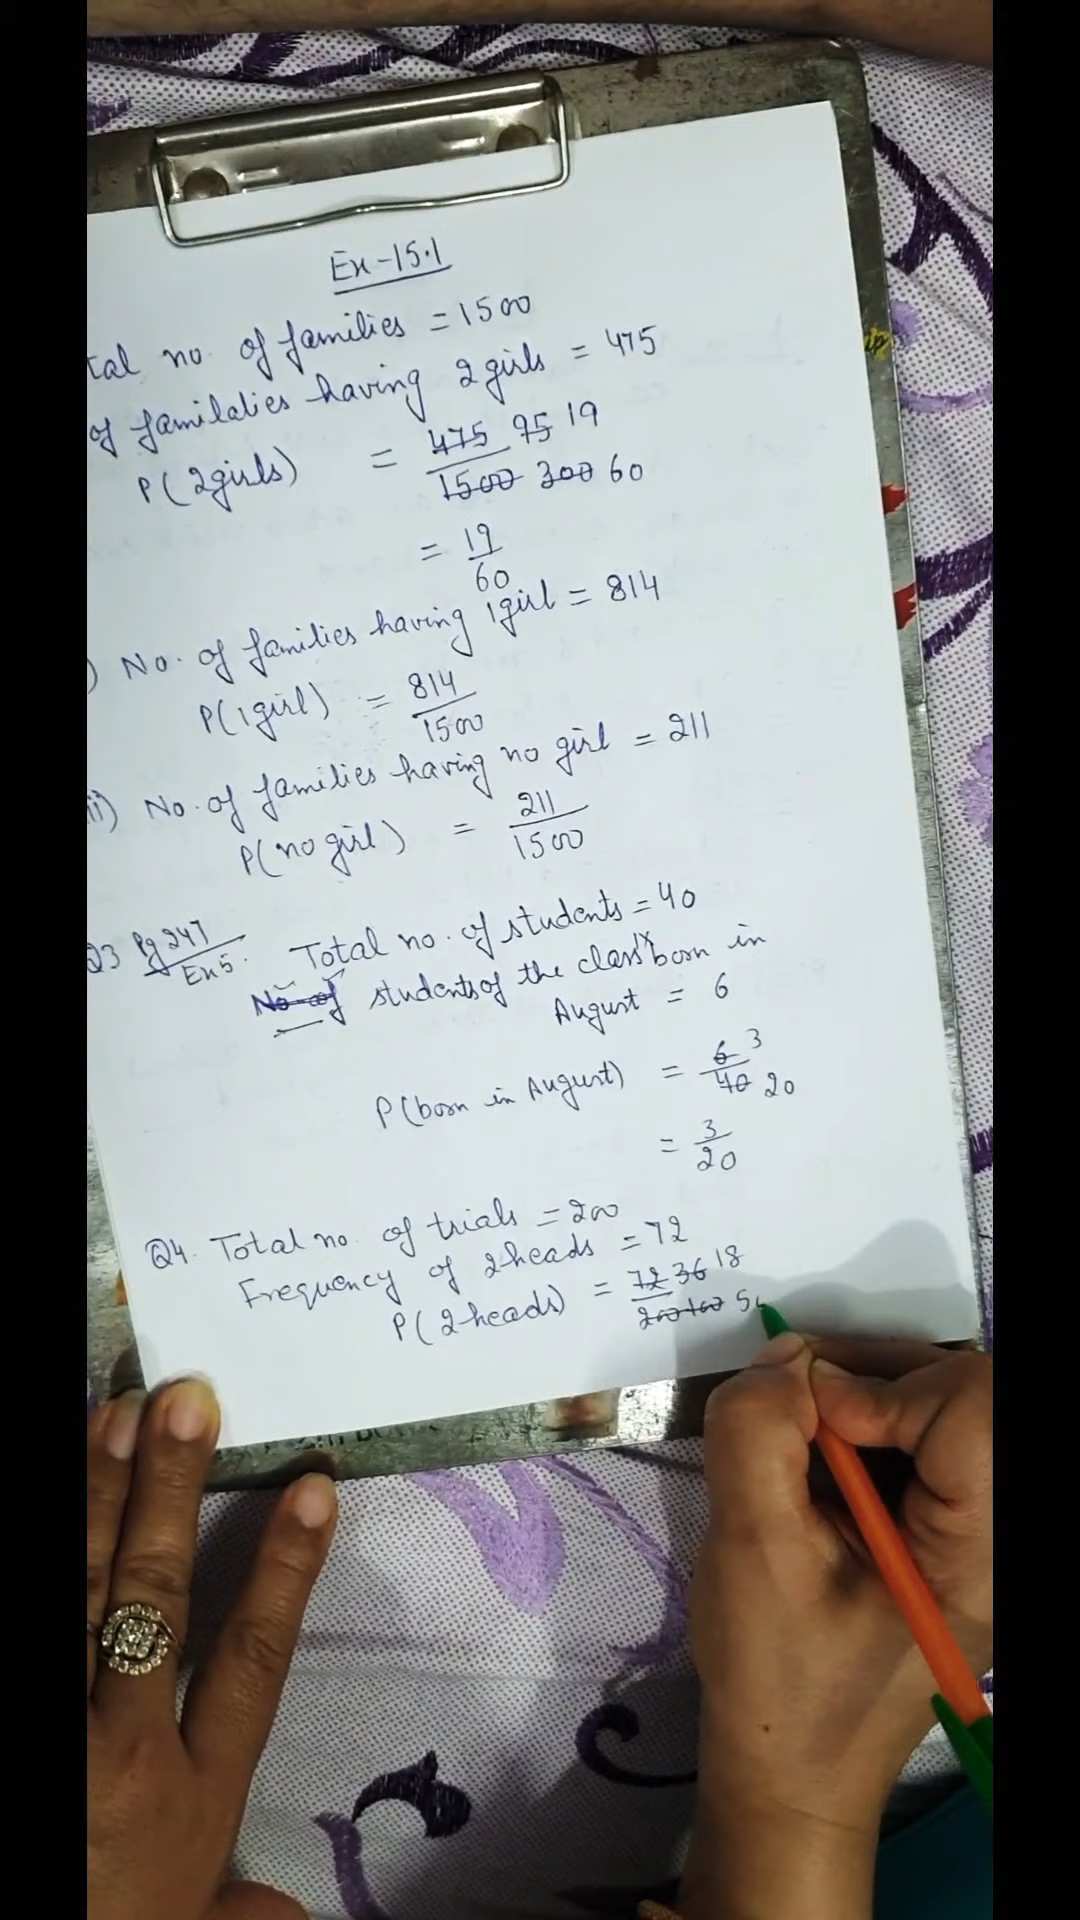 Ex-15.1
tal no. of families = 1500
of familalies having 2 girls = 475
P(2girls) = 475 95 19
1500 300 60
= 19
60
) No. of families having 1girl = 814
P(1girl) = 814
1500
ii) No. of families having no girl = 211
P(no girl) = 211
1500
Q3 Pg 247
Ex 5. Total no. of students = 40
No of students of the class IX born in
August = 6
P(born in August) = 6 3
40 20
= 3
20
Q4. Total no. of trials = 200
Frequency of 2heads = 72
P(2heads) = 72 36 18
200 100 5